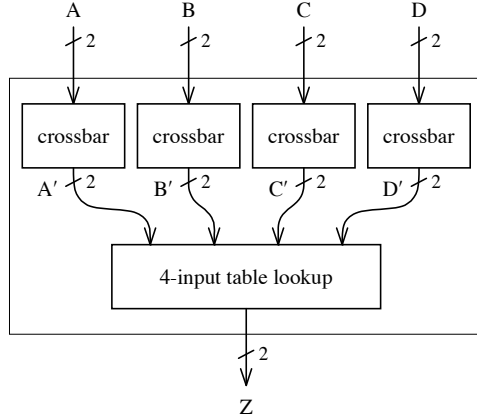 A B C D
2 2 2 2
crossbar crossbar crossbar crossbar
A′ 2 B′ 2 C′ 2 D′ 2
4-input table lookup
2
Z